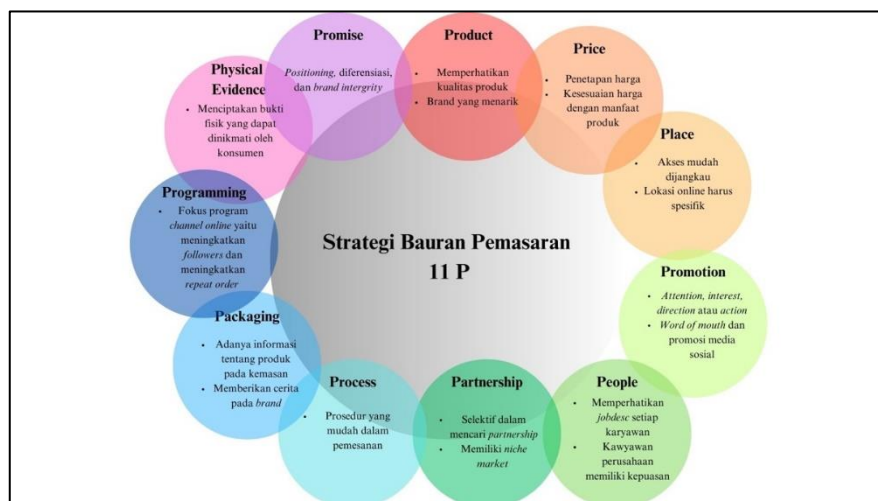 Promise
Positioning, diferensiasi,
dan brand intergrity
Product
• Memperhatikan
kualitas produk
• Brand yang menarik
Price
• Penetapan harga
• Kesesuaian harga
dengan manfaat
produk
Place
• Akses mudah
dijangkau
• Lokasi online harus
spesifik
Promotion
• Attention, interest,
direction atau action
• Word of mouth dan
promosi media
sosial
People
• Memperhatikan
jobdesc setiap
karyawan
• Kawyawan
perusahaan
memiliki kepuasan
Partnership
• Selektif dalam
mencari partnership
• Memiliki niche
market
Process
• Prosedur yang
mudah dalam
pemesanan
Packaging
• Adanya informasi
tentang produk
pada kemasan
• Memberikan cerita
pada brand
Programming
• Fokus program
channel online yaitu
meningkatkan
followers dan
meningkatkan
repeat order
Physical
Evidence
• Menciptakan bukti
fisik yang dapat
dinikmati oleh
konsumen
Strategi Bauran Pemasaran
11 P